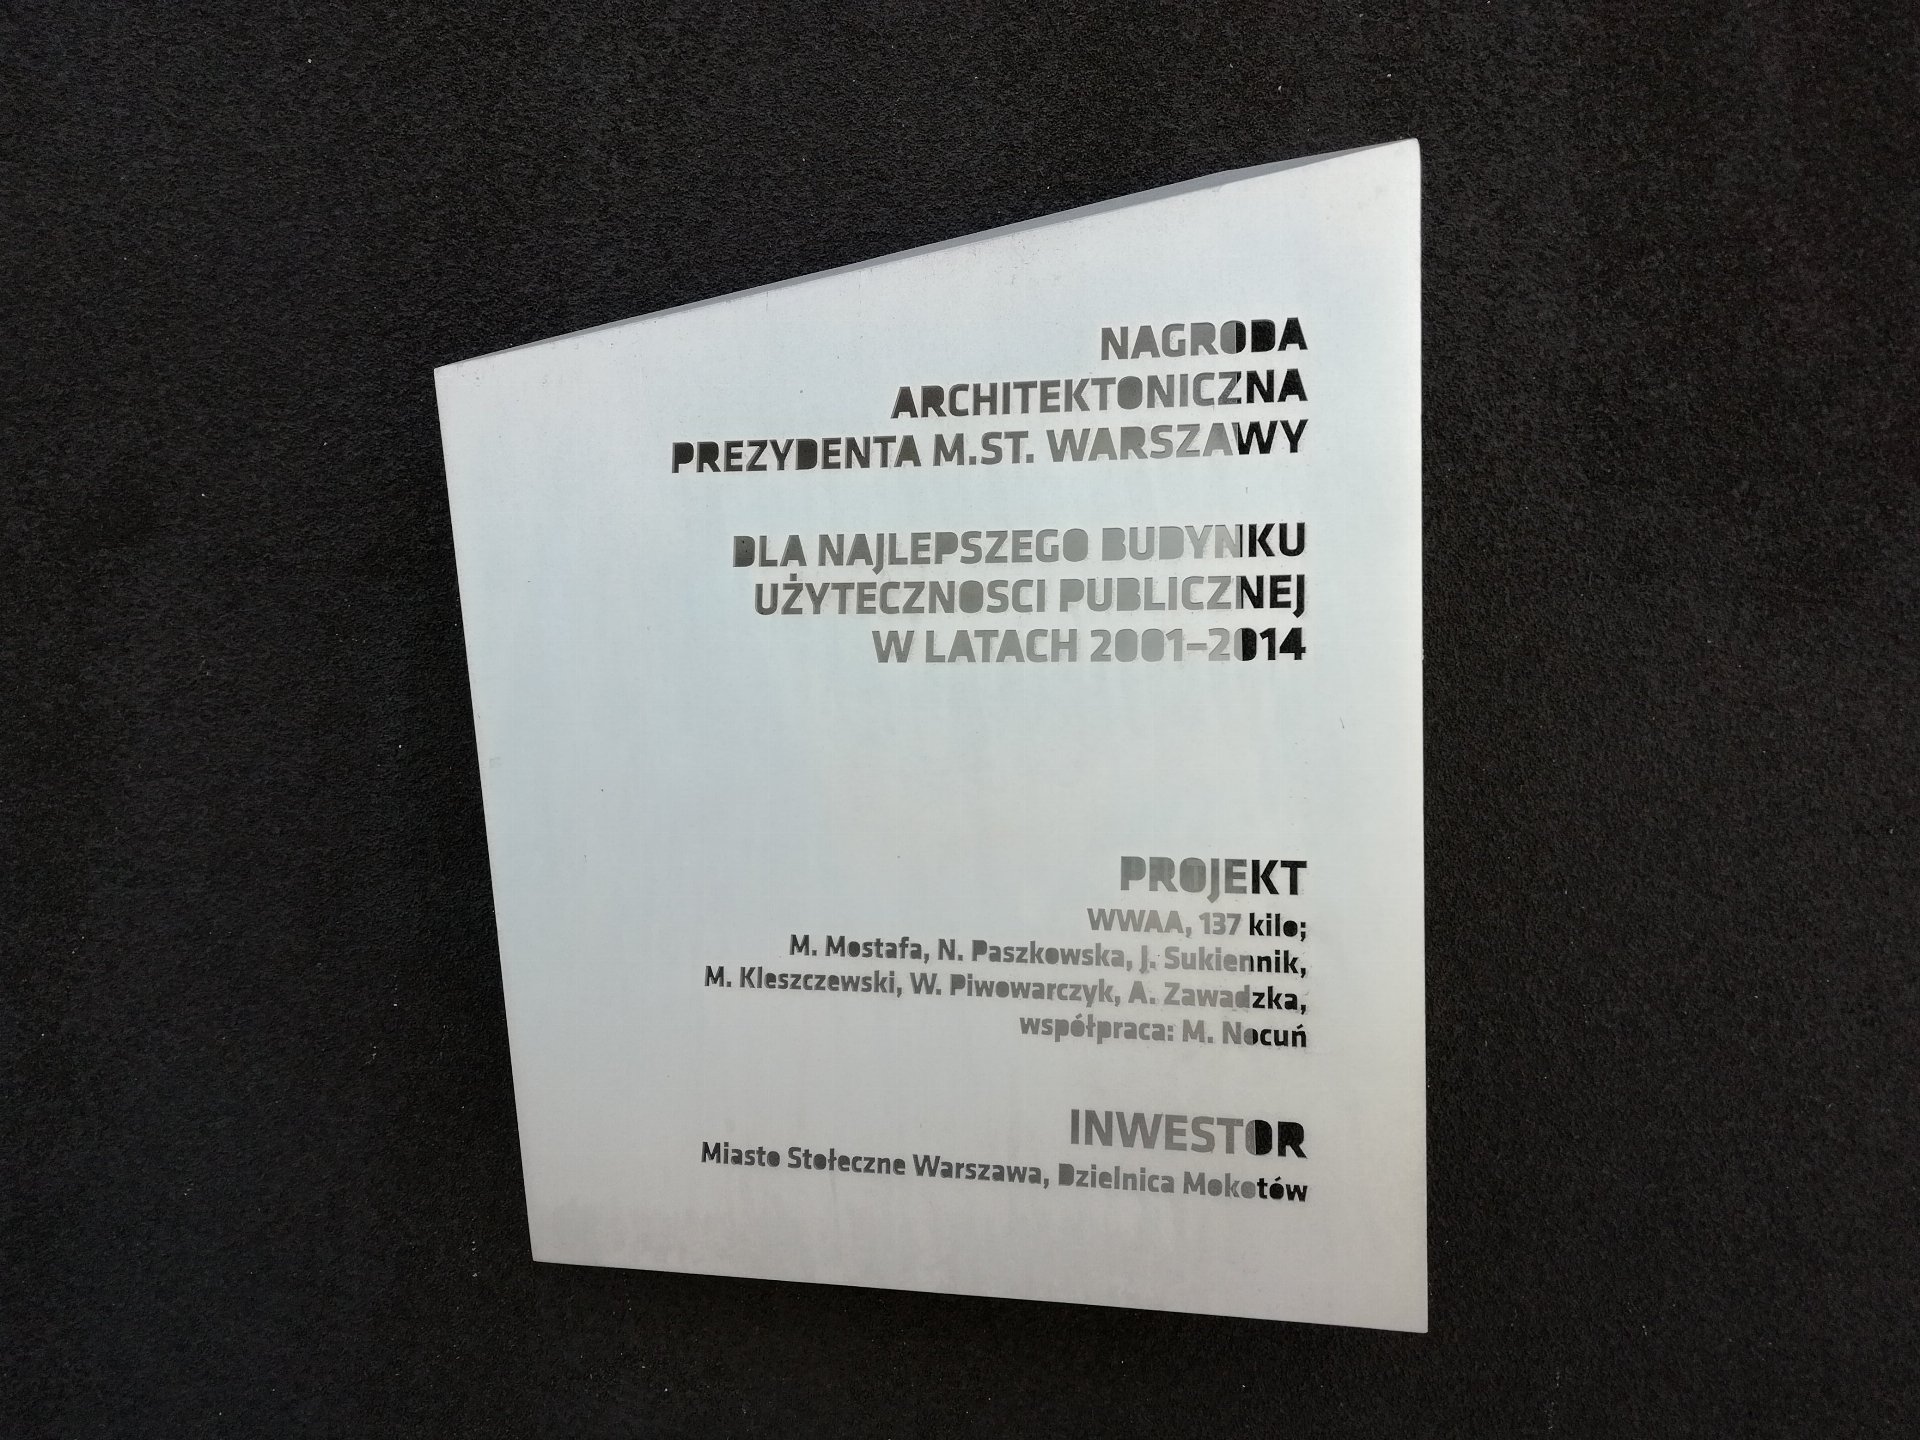 NAGRODA
ARCHITEKTONICZNA
PREZYDENTA M.ST. WARSZAWY
DLA NAJLEPSZEGO BUDYNKU
UŻYTECZNOSCI PUBLICZNEJ
W LATACH 2001–2014
PROJEKT
WWAA, 137 kilo;
M. Mostafa, N. Paszkowska, J. Sukiennik,
M. Kleszczewski, W. Piwowarczyk, A. Zawadzka,
współpraca: M. Nocuń
INWESTOR
Miasto Stołeczne Warszawa, Dzielnica Mokotów